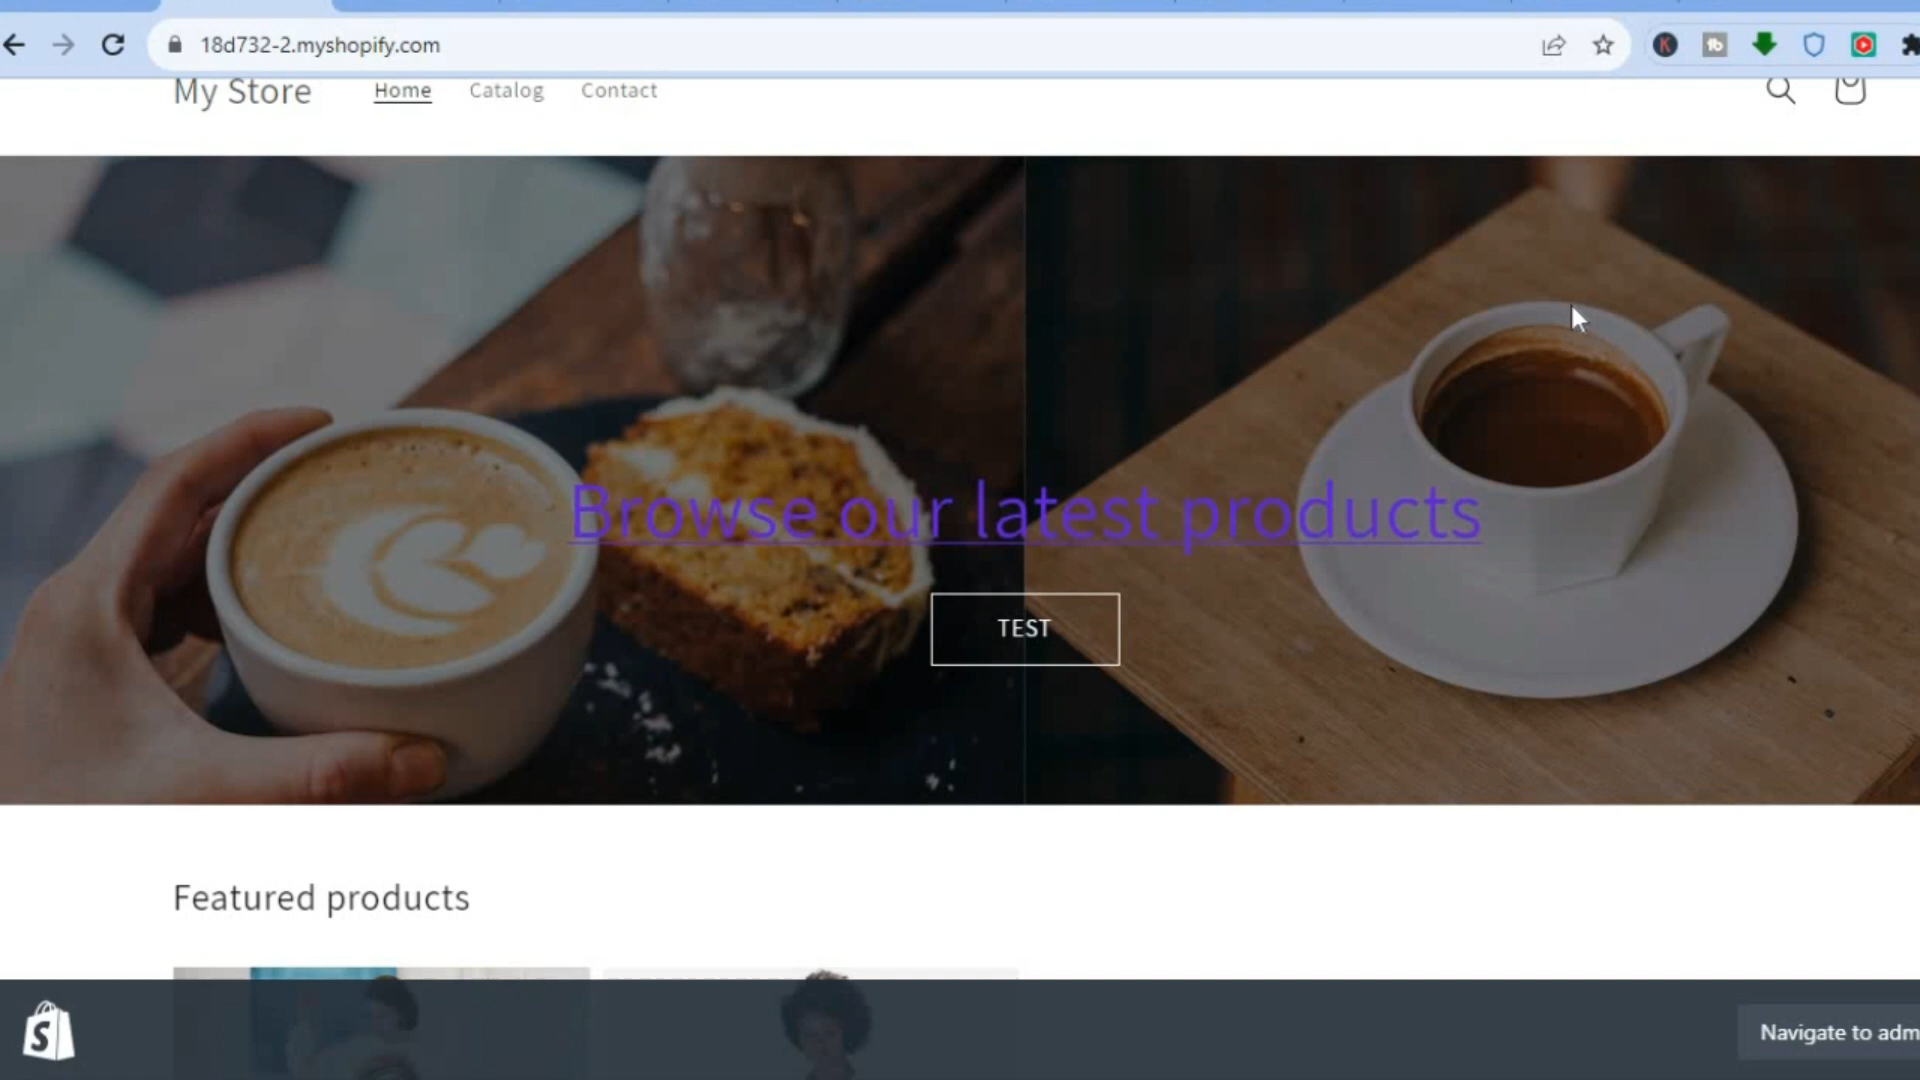 18d732-2.myshopify.com
My Store
Home
Catalog
Contact
Browse our latest products
TEST
Featured products
Navigate to adm